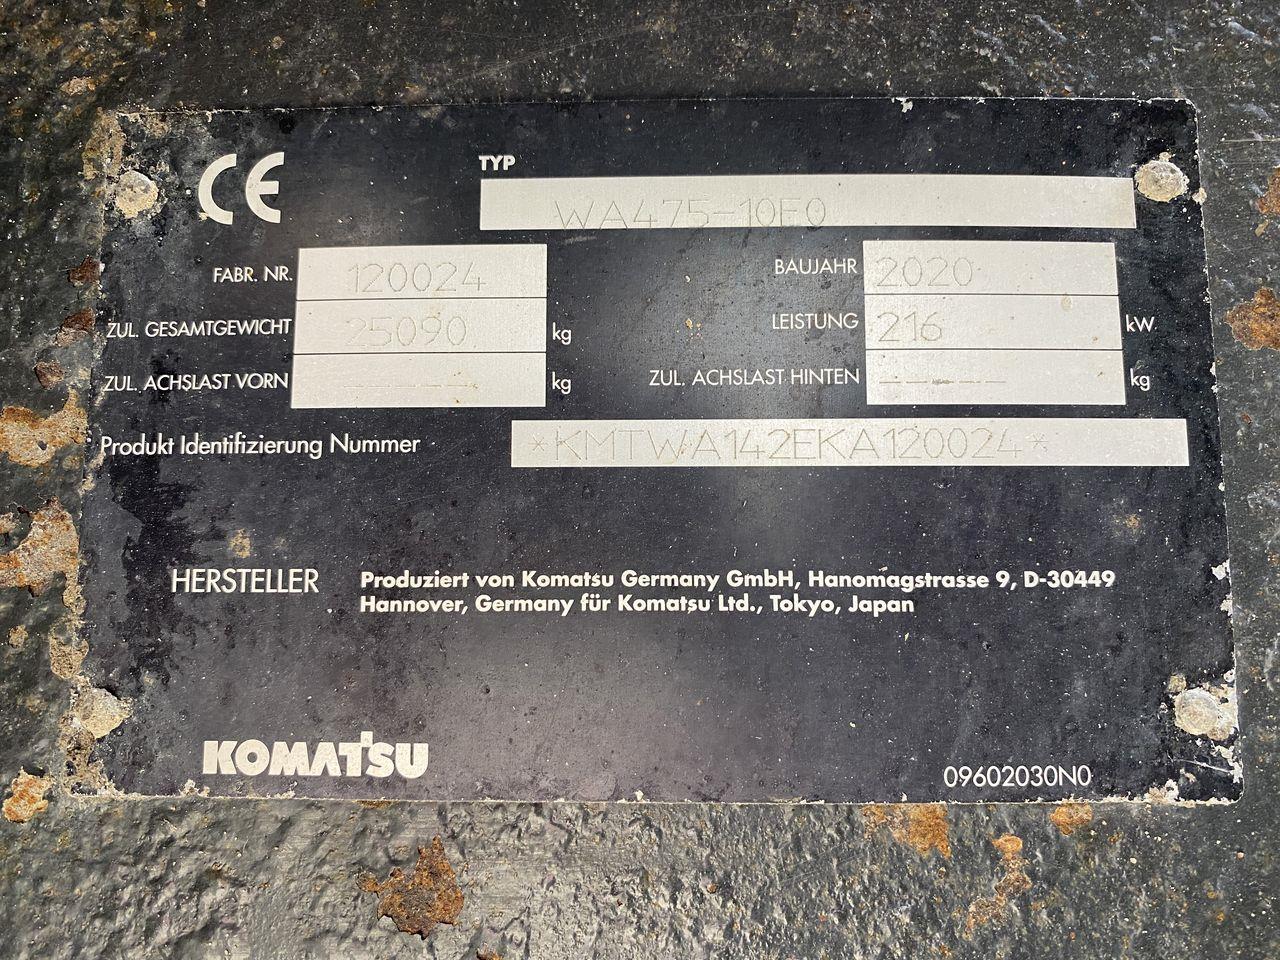 CE
TYP
WA475-10E0
FABR. NR. 120024
BAUJAHR 2020
ZUL. GESAMTGEWICHT 25090 kg
LEISTUNG 216 kW
ZUL. ACHSLAST VORN ----- kg
ZUL. ACHSLAST HINTEN ----- kg
Produkt Identifizierung Nummer *KMTWA142EKA120024*
HERSTELLER Produziert von Komatsu Germany GmbH, Hanomagstrasse 9, D-30449
Hannover, Germany für Komatsu Ltd., Tokyo, Japan
KOMATSU
09602030N0